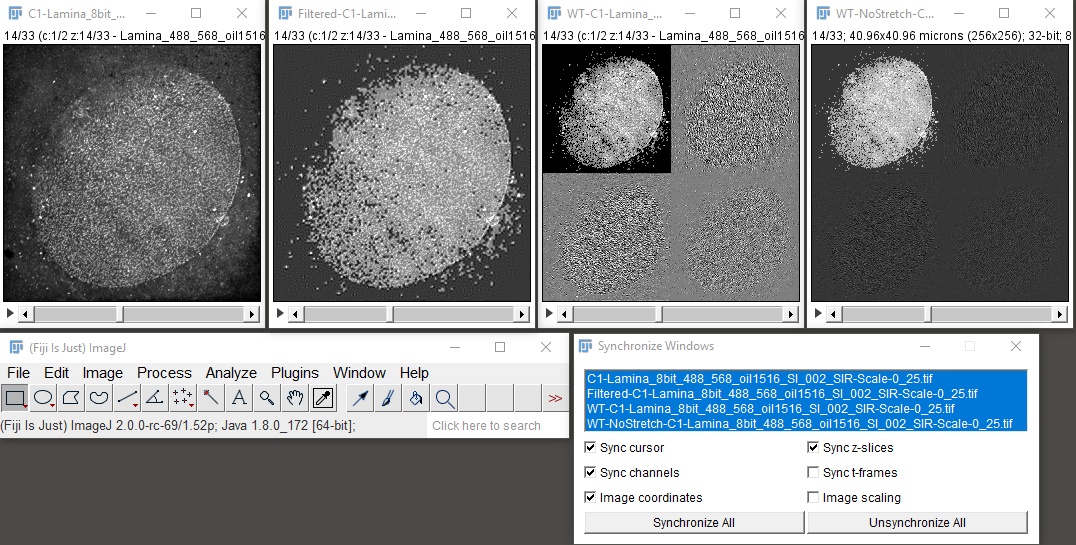 C1-Lamina_8bit_...
Filtered-C1-Lami...
WT-C1-Lamina_...
WT-NoStretch-C...
14/33 (c:1/2 z:14/33 - Lamina_488_568_oil1516
14/33 (c:1/2 z:14/33 - Lamina_488_568_oil1516
14/33 (c:1/2 z:14/33 - Lamina_488_568_oil1
14/33; 40.96x40.96 microns (256x256); 32-bit; 8
(Fiji Is Just) ImageJ
File Edit Image Process Analyze Plugins Window Help
A
>>
(Fiji Is Just) ImageJ 2.0.0-rc-69/1.52p; Java 1.8.0_172 [64-bit];
Click here to search
Synchronize Windows
C1-Lamina_8bit_488_568_oil1516_SI_002_SIR-Scale-0_25.tif
Filtered-C1-Lamina_8bit_488_568_oil1516_SI_002_SIR-Scale-0_25.tif
WT-C1-Lamina_8bit_488_568_oil1516_SI_002_SIR-Scale-0_25.tif
WT-NoStretch-C1-Lamina_8bit_488_568_oil1516_SI_002_SIR-Scale-0_25.tif
Sync cursor
Sync z-slices
Sync channels
Sync t-frames
Image coordinates
Image scaling
Synchronize All
Unsynchronize All